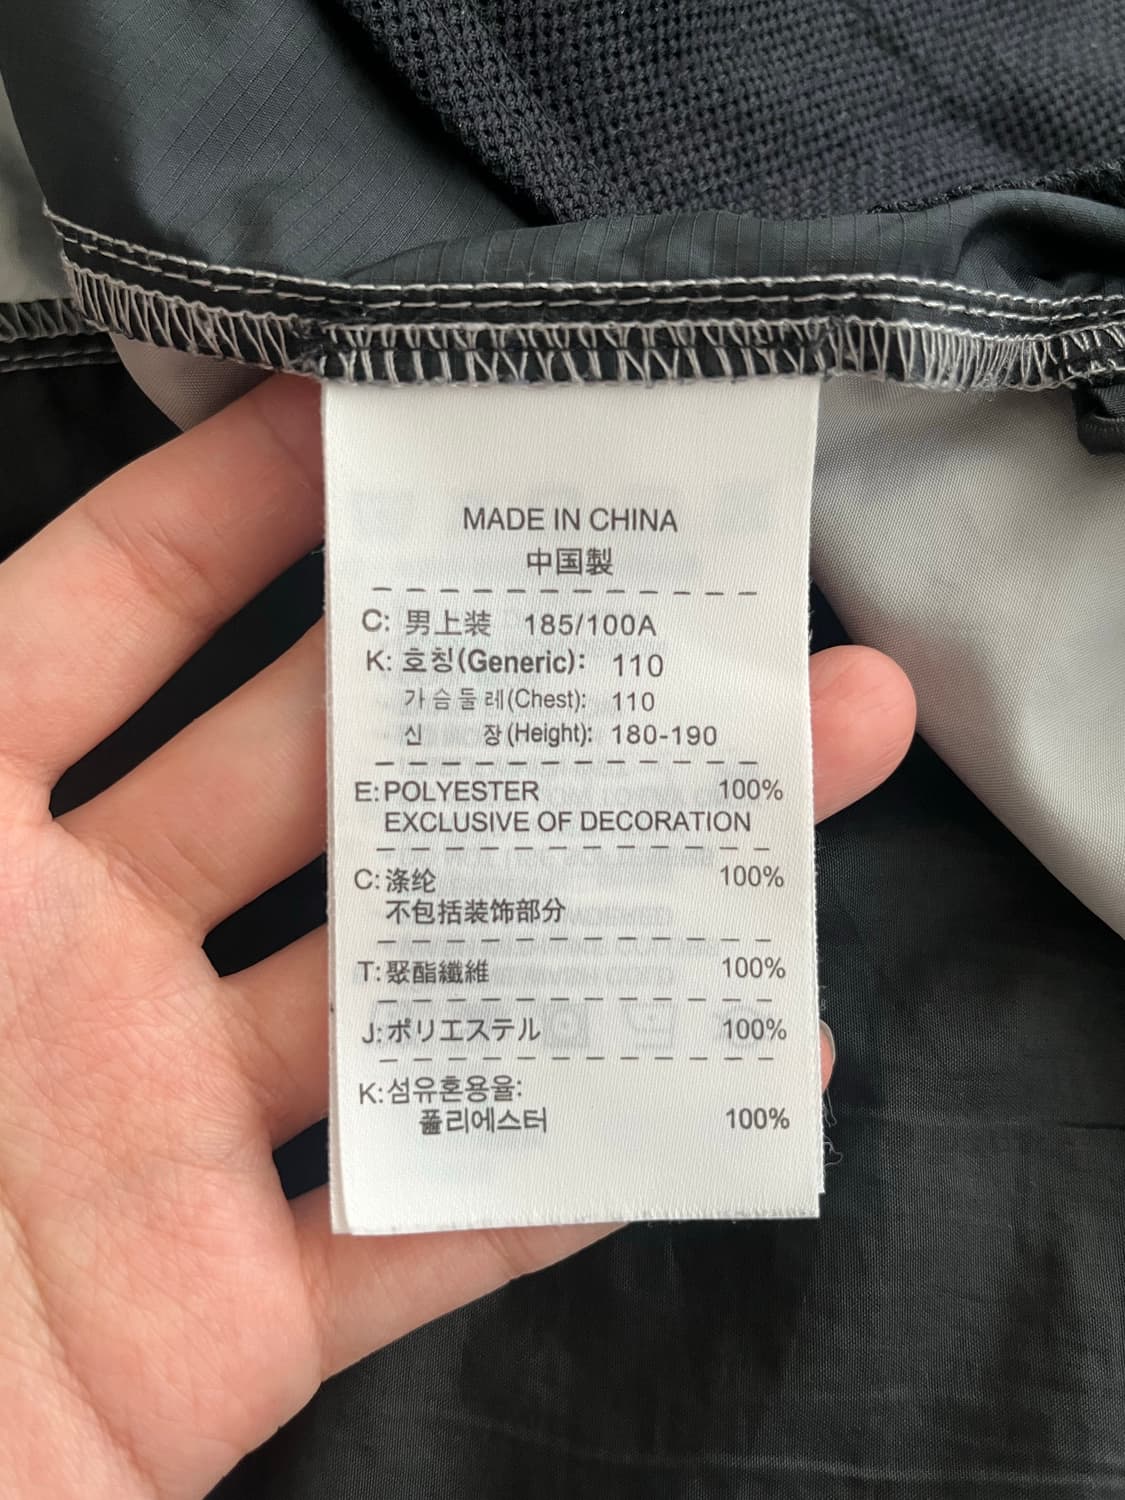 MADE IN CHINA
中国製
C: 男上装 185/100A
K: 호칭(Generic): 110
가슴둘레(Chest): 110
신 장(Height): 180-190
E: POLYESTER 100%
EXCLUSIVE OF DECORATION
C: 涤纶 100%
不包括装饰部分
T: 聚酯纖維 100%
J: ポリエステル 100%
K: 섬유혼용율:
폴리에스터 100%